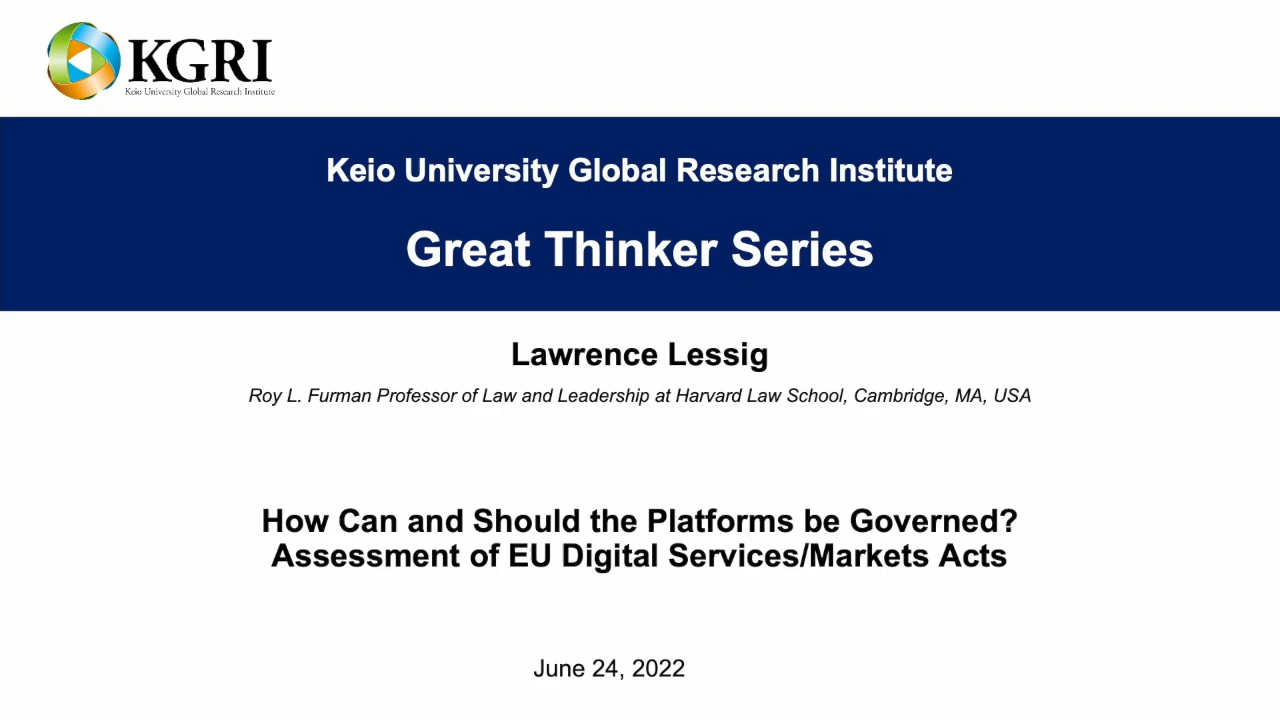 KGRI
Keio University Global Research Institute
Keio University Global Research Institute
Great Thinker Series
Lawrence Lessig
Roy L. Furman Professor of Law and Leadership at Harvard Law School, Cambridge, MA, USA
How Can and Should the Platforms be Governed?
Assessment of EU Digital Services/Markets Acts
June 24, 2022